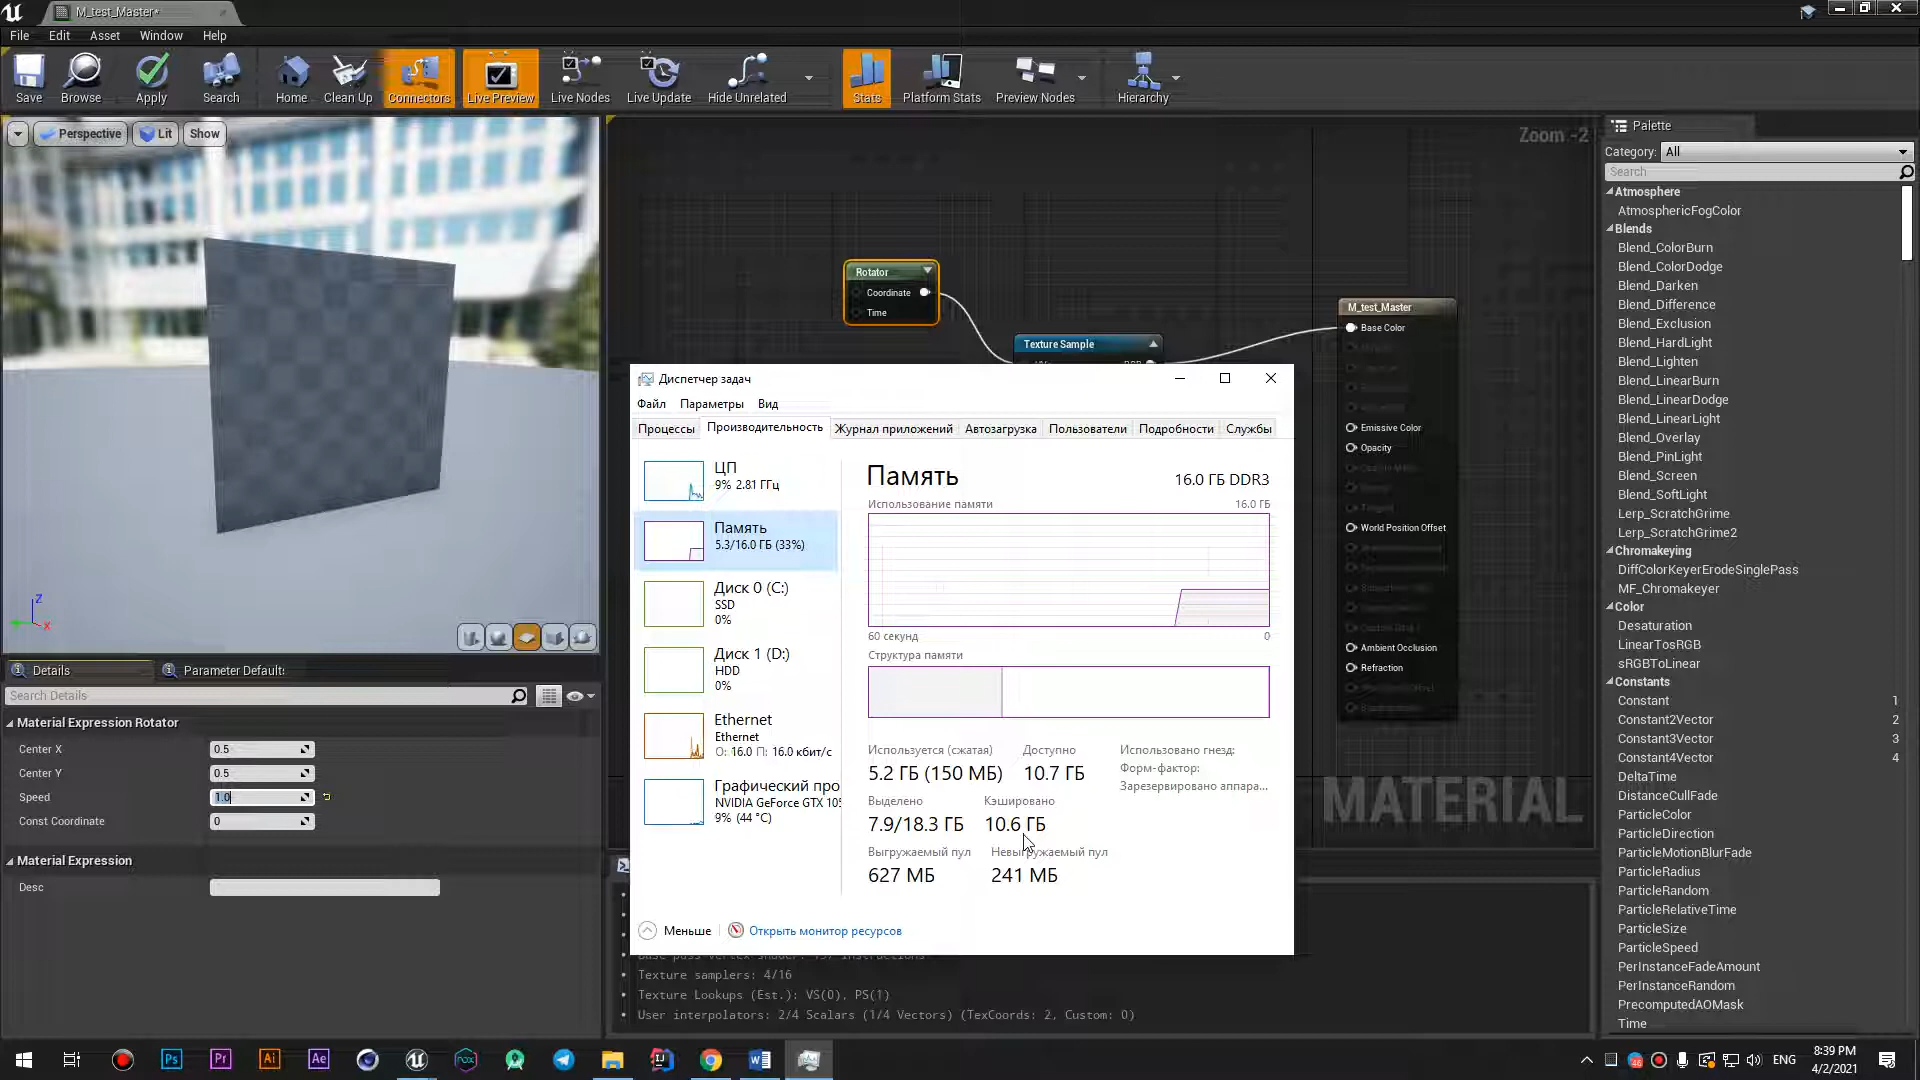 M_test_Master*
File Edit Asset Window Help
Save Browse Apply Search Home Clean Up Connectors Live Preview Live Nodes Live Update Hide Unrelated Stats Platform Stats Preview Nodes Hierarchy
Perspective Lit Show
Zoom -2
Rotator
Coordinate
Time
Texture Sample
M_test_Master
Base Color
Emissive Color
Opacity
World Position Offset
Ambient Occlusion
Refraction
MATERIAL
Z
X
Details Parameter Default:
Search Details
Material Expression Rotator
Center X 0.5
Center Y 0.5
Speed 1.0
Const Coordinate 0
Material Expression
Desc
Диспетчер задач
Файл Параметры Вид
Процессы Производительность Журнал приложений Автозагрузка Пользователи Подробности Службы
ЦП
9% 2.81 ГГц
Память
5.3/16.0 ГБ (33%)
Диск 0 (C:)
SSD
0%
Диск 1 (D:)
HDD
0%
Ethernet
Ethernet
О: 16.0 П: 16.0 кбит/с
Графический про
NVIDIA GeForce GTX 105
9% (44 °C)
Память 16.0 ГБ DDR3
Использование памяти 16.0 ГБ
60 секунд 0
Структура памяти
Используется (сжатая) Доступно
5.2 ГБ (150 МБ) 10.7 ГБ
Выделено Кэшировано
7.9/18.3 ГБ 10.6 ГБ
Выгружаемый пул Невыгружаемый пул
627 МБ 241 МБ
Использовано гнезд:
Форм-фактор:
Зарезервировано аппара...
Меньше Открыть монитор ресурсов
Texture samplers: 4/16
Texture Lookups (Est.): VS(0), PS(1)
User interpolators: 2/4 Scalars (1/4 Vectors) (TexCoords: 2, Custom: 0)
Palette
Category: All
Search
Atmosphere
AtmosphericFogColor
Blends
Blend_ColorBurn
Blend_ColorDodge
Blend_Darken
Blend_Difference
Blend_Exclusion
Blend_HardLight
Blend_Lighten
Blend_LinearBurn
Blend_LinearDodge
Blend_LinearLight
Blend_Overlay
Blend_PinLight
Blend_Screen
Blend_SoftLight
Lerp_ScratchGrime
Lerp_ScratchGrime2
Chromakeying
DiffColorKeyerErodeSinglePass
MF_Chromakeyer
Color
Desaturation
LinearTosRGB
sRGBToLinear
Constants
Constant 1
Constant2Vector 2
Constant3Vector 3
Constant4Vector 4
DeltaTime
DistanceCullFade
ParticleColor
ParticleDirection
ParticleMotionBlurFade
ParticleRadius
ParticleRandom
ParticleRelativeTime
ParticleSize
ParticleSpeed
PerInstanceFadeAmount
PerInstanceRandom
PrecomputedAOMask
Time
Ps Pr Ai Ae
ENG
8:39 PM
4/2/2021